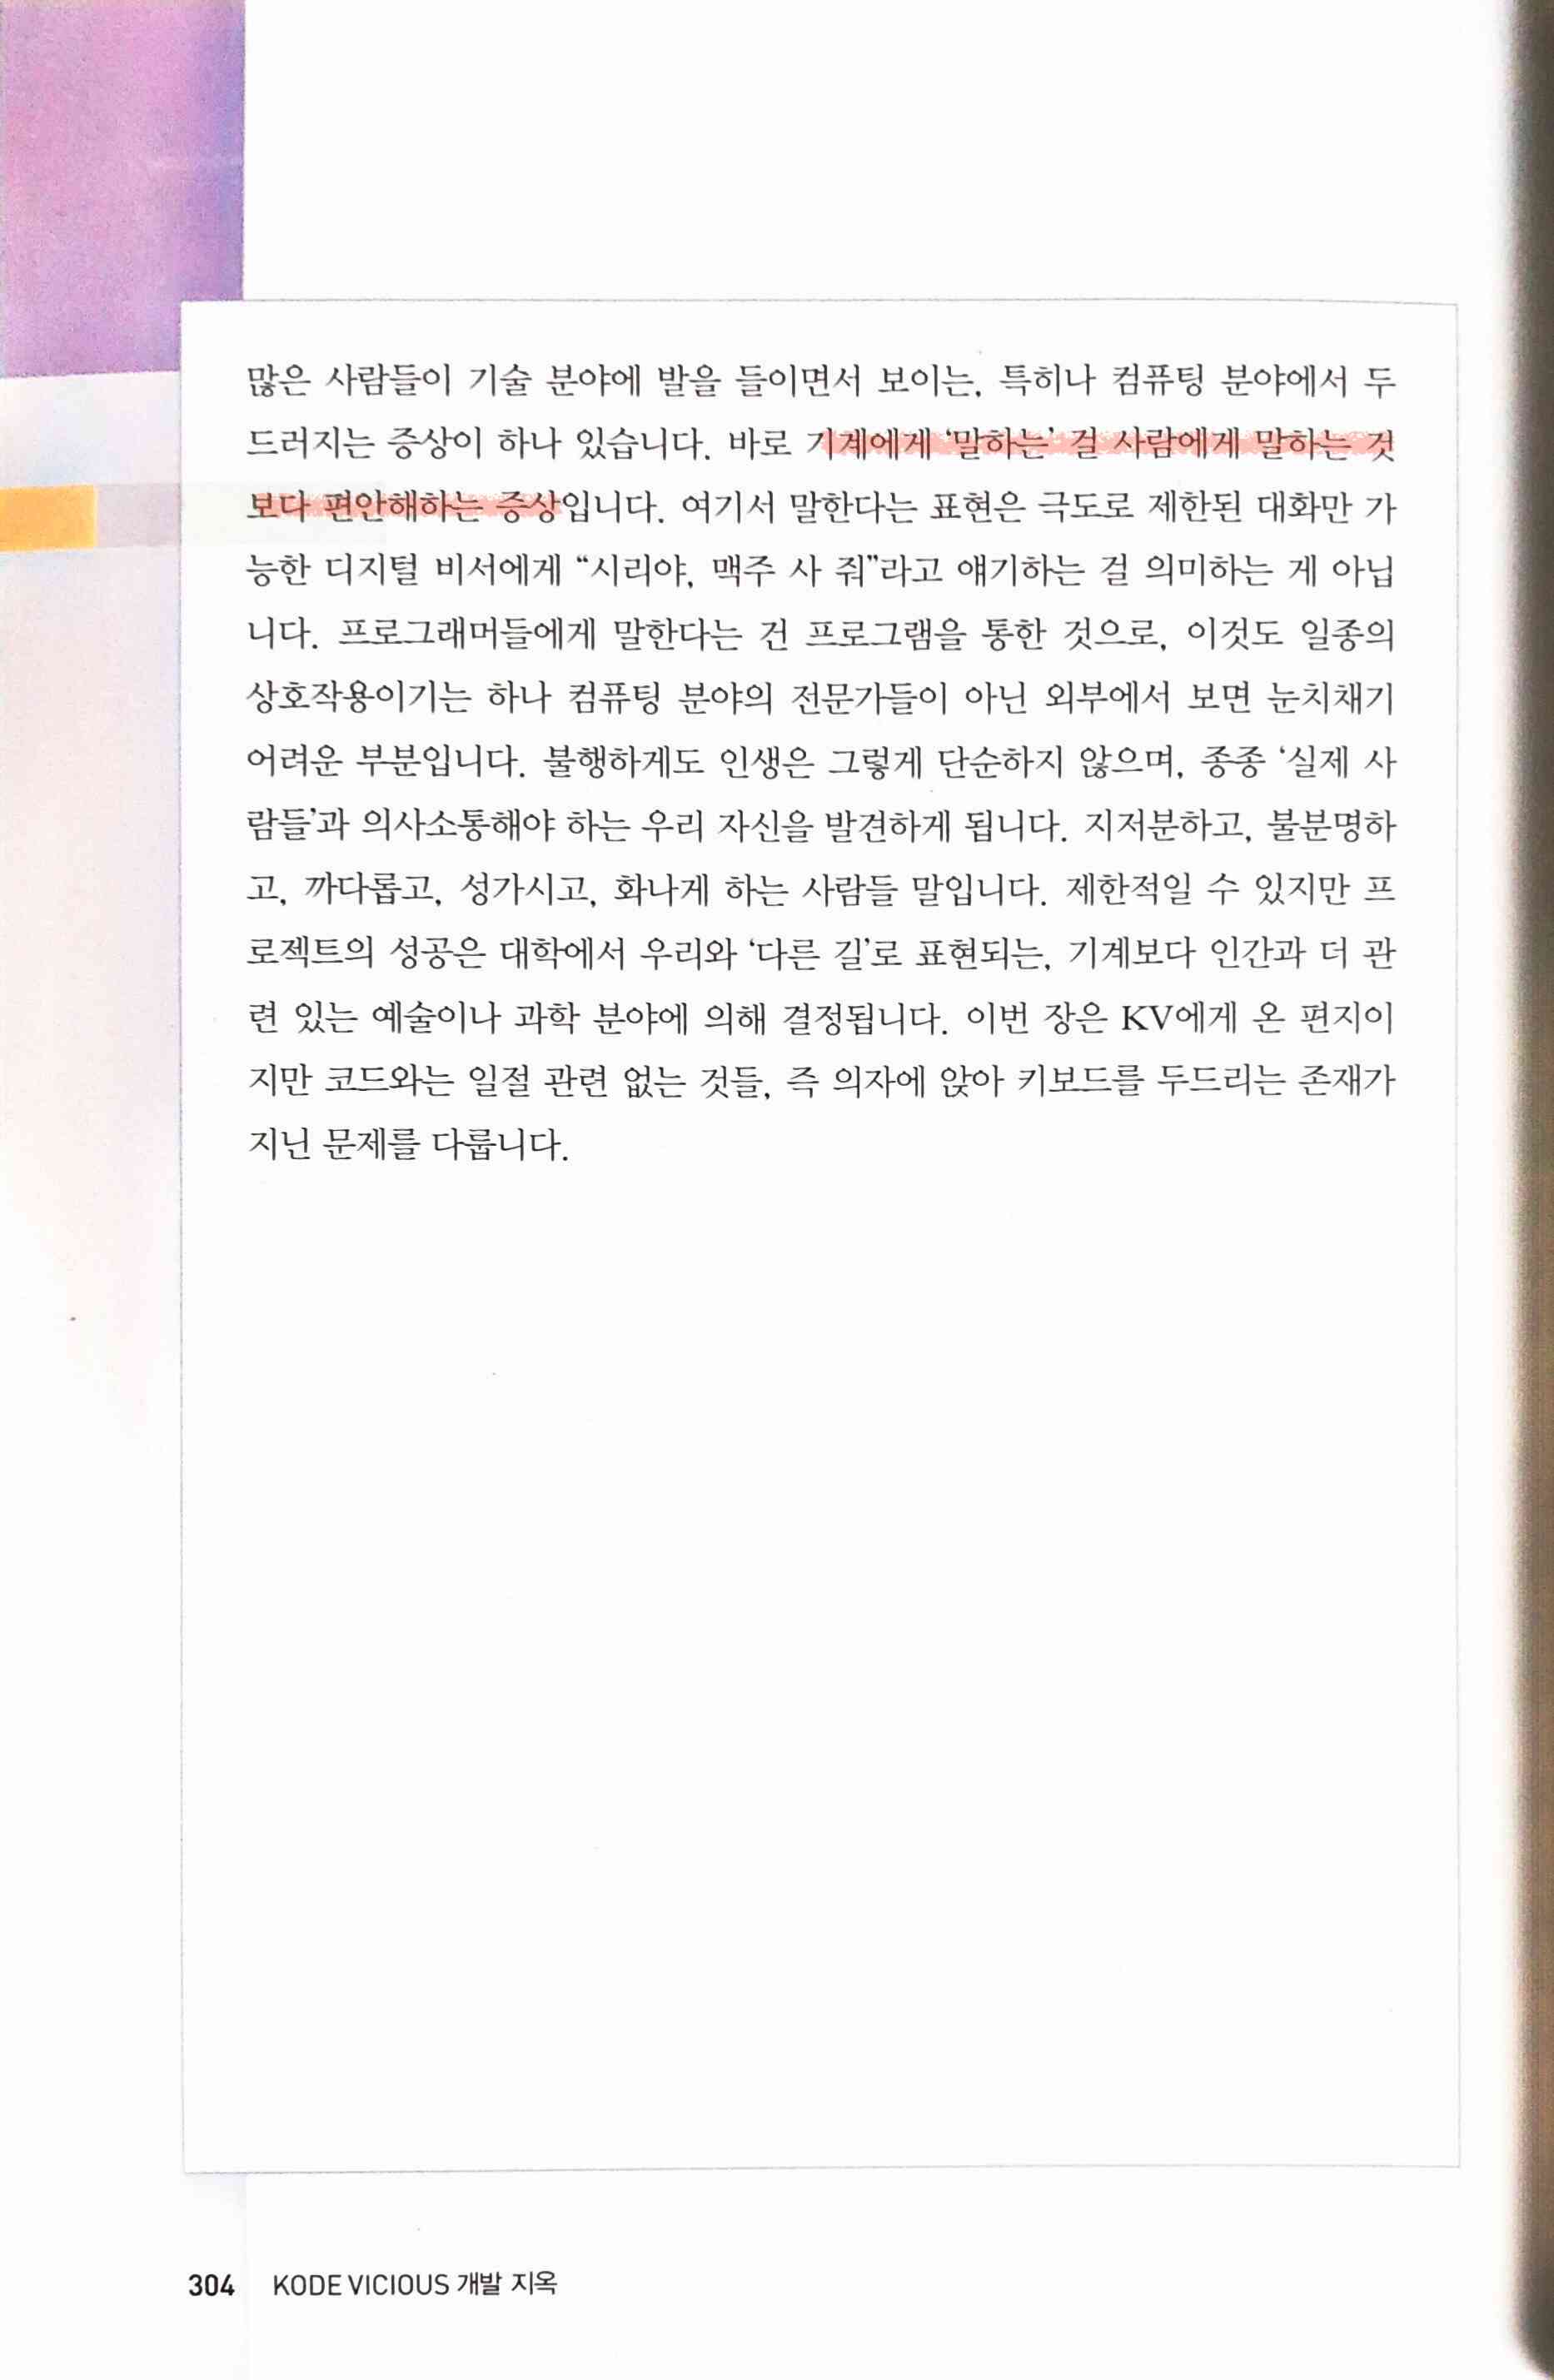 많은 사람들이 기술 분야에 발을 들이면서 보이는, 특히나 컴퓨팅 분야에서 두
드러지는 증상이 하나 있습니다. 바로 기계에게 ‘말하는’ 걸 사람에게 말하는 것
보다 편안해하는 증상입니다. 여기서 말한다는 표현은 극도로 제한된 대화만 가
능한 디지털 비서에게 “시리야, 맥주 사 줘”라고 얘기하는 걸 의미하는 게 아닙
니다. 프로그래머들에게 말한다는 건 프로그램을 통한 것으로, 이것도 일종의
상호작용이기는 하나 컴퓨팅 분야의 전문가들이 아닌 외부에서 보면 눈치채기
어려운 부분입니다. 불행하게도 인생은 그렇게 단순하지 않으며, 종종 ‘실제 사
람들’과 의사소통해야 하는 우리 자신을 발견하게 됩니다. 지저분하고, 불분명하
고, 까다롭고, 성가시고, 화나게 하는 사람들 말입니다. 제한적일 수 있지만 프
로젝트의 성공은 대학에서 우리와 ‘다른 길’로 표현되는, 기계보다 인간과 더 관
련 있는 예술이나 과학 분야에 의해 결정됩니다. 이번 장은 KV에게 온 편지이
지만 코드와는 일절 관련 없는 것들, 즉 의자에 앉아 키보드를 두드리는 존재가
지닌 문제를 다룹니다.
304 KODE VICIOUS 개발 지옥